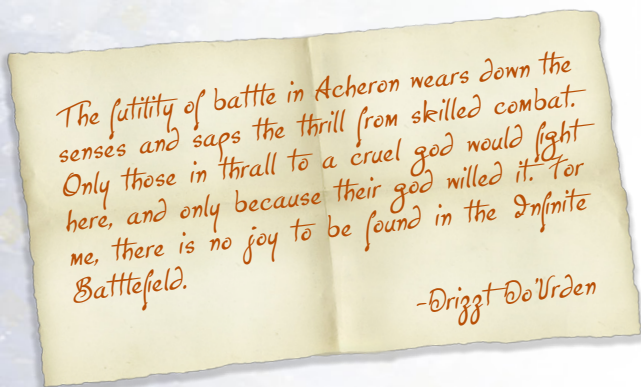 The futility of battle in Acheron wears down the
senses and saps the thrill from skilled combat.
Only those in thrall to a cruel god would fight
here, and only because their god willed it. For
me, there is no joy to be found in the Infinite
Battlefield.
-Drizzt Do'Urden